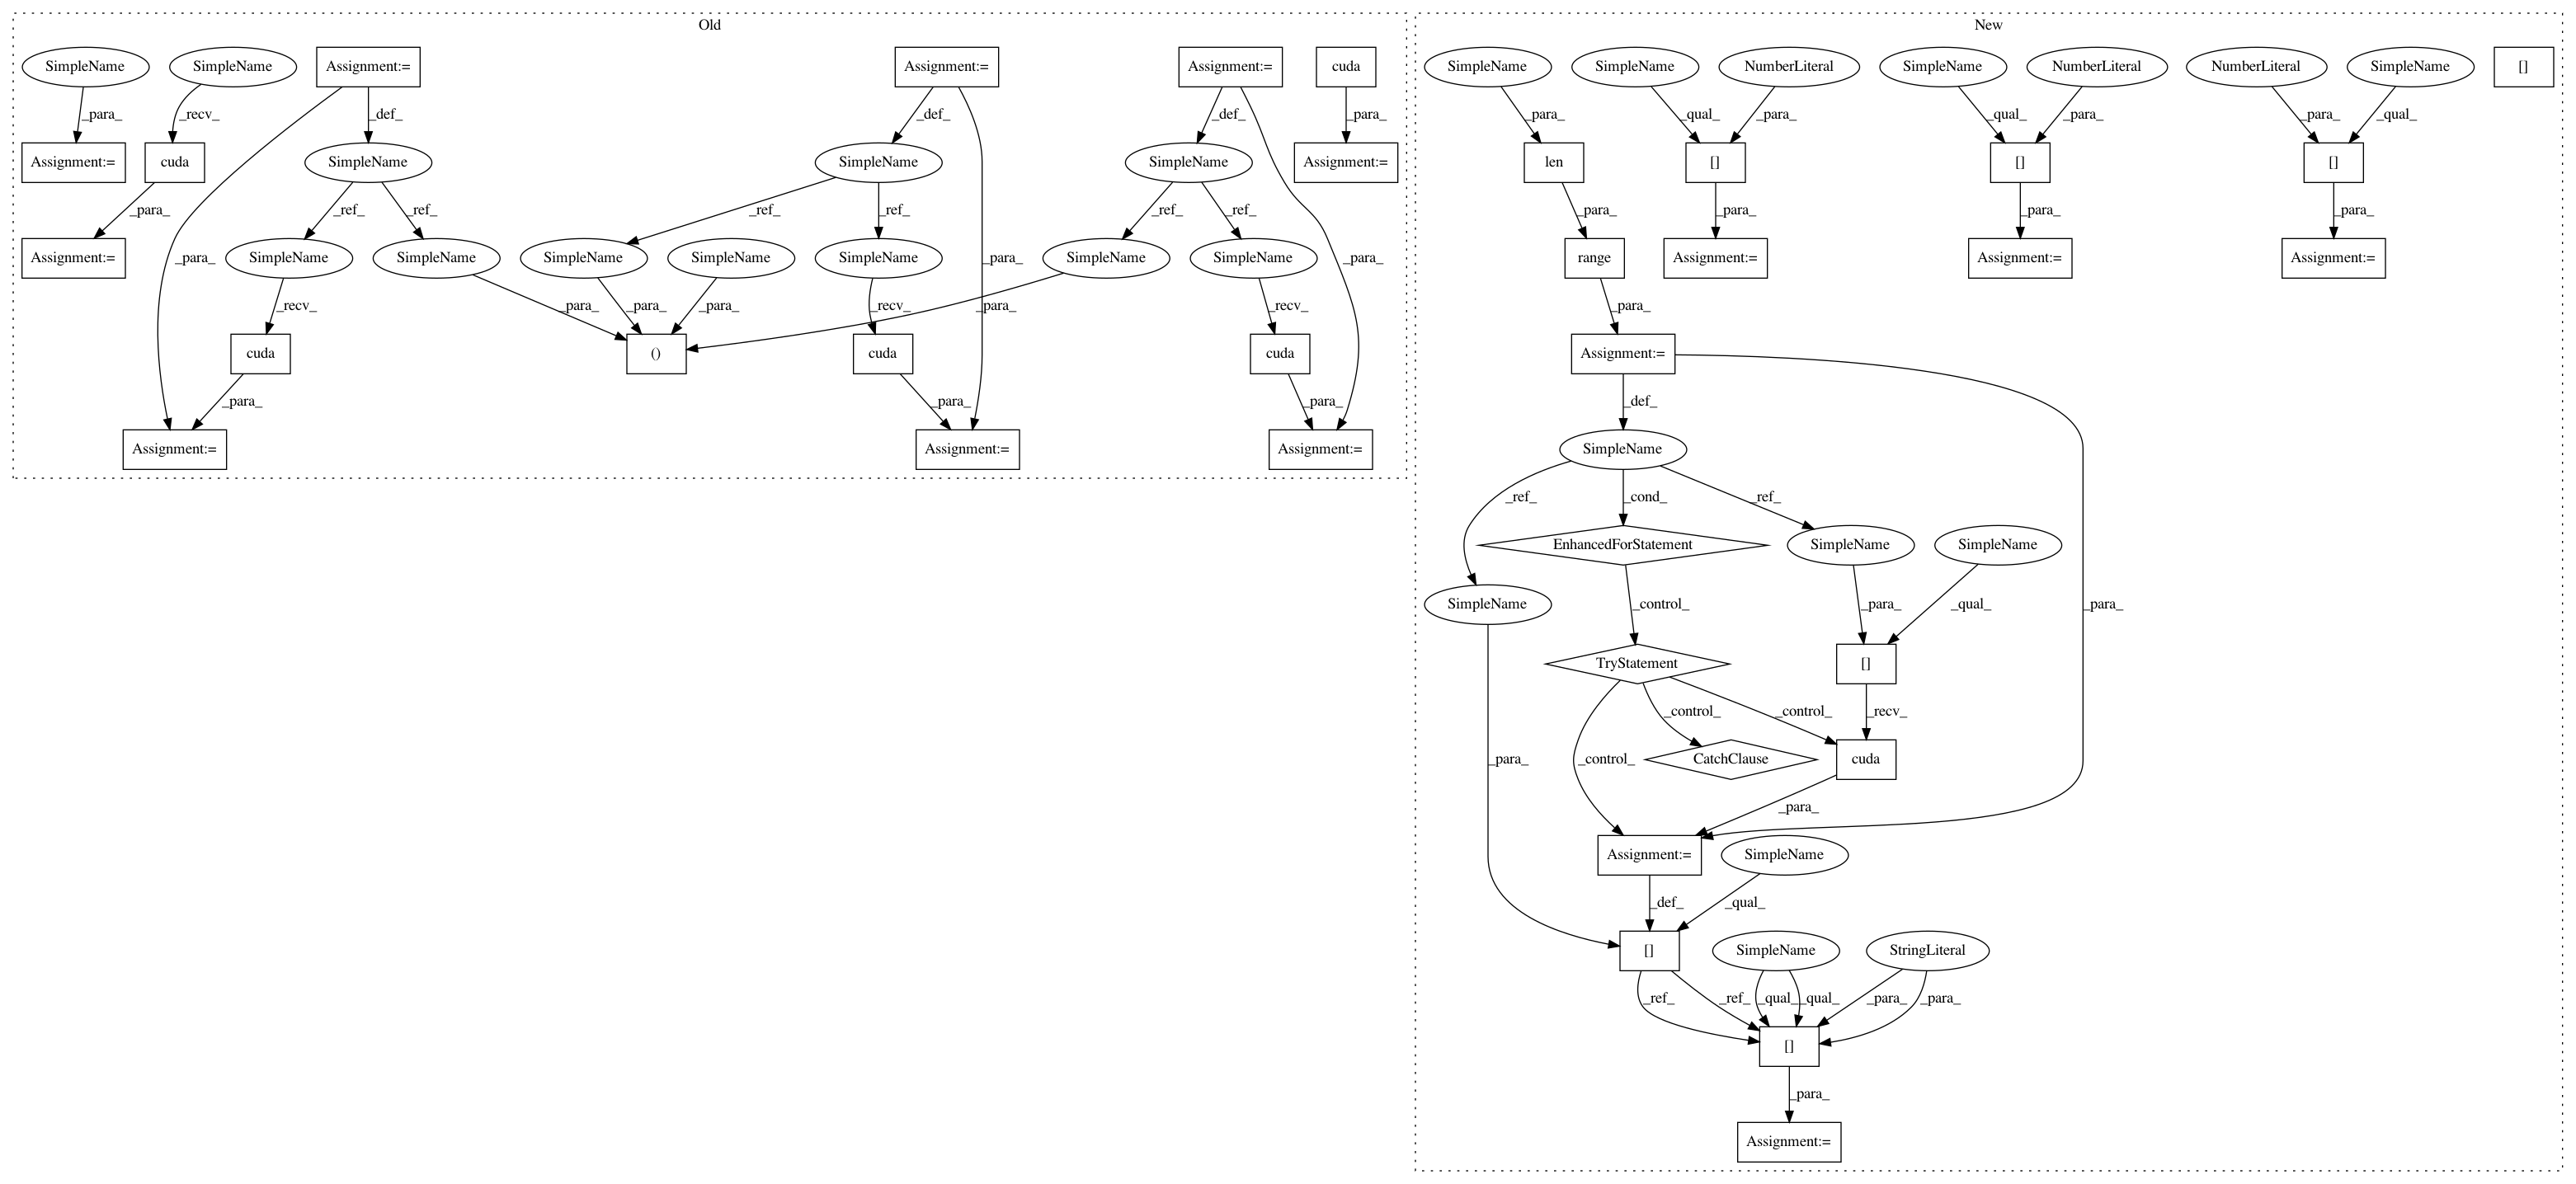 Old New
SimpleName SimpleName Assignment:= Assignment:= Assignment:= cuda SimpleName SimpleName NumberLiteral SimpleName NumberLiteral NumberLiteral SimpleName []
_para_ _recv_ _def_ _def_ _def_ _para_ _para_ _qual_ _para_ _qual_ _para_ _para_ _qual_
Assignment:= cuda SimpleName SimpleName SimpleName Assignment:= len [] [] []
_para_ _ref_ _ref_ _ref_ _ref_ _ref_ _ref_ _para_ _para_ _para_ _para_
Assignment:= _para_ SimpleName SimpleName SimpleName SimpleName SimpleName _para_ SimpleName SimpleName _para_ range Assignment:= Assignment:= Assignment:=
_recv_ _para_ _para_ _para_ _recv_ _para_ _recv_ _para_
cuda () cuda cuda Assignment:=
_para_ _para_ _para_ _def_
Assignment:= Assignment:= Assignment:= SimpleName
_ref_ _cond_ _ref_
EnhancedForStatement SimpleName SimpleName
SimpleName _control_ _para_ _qual_ _para_
TryStatement []
_control_ _control_ _recv_
_para_ _control_ CatchClause cuda
_para_
Assignment:= SimpleName
_def_ _qual_
[] SimpleName StringLiteral
_ref_ _ref_ _qual_ _qual_ _para_ _para_
[]
_para_
Assignment:=